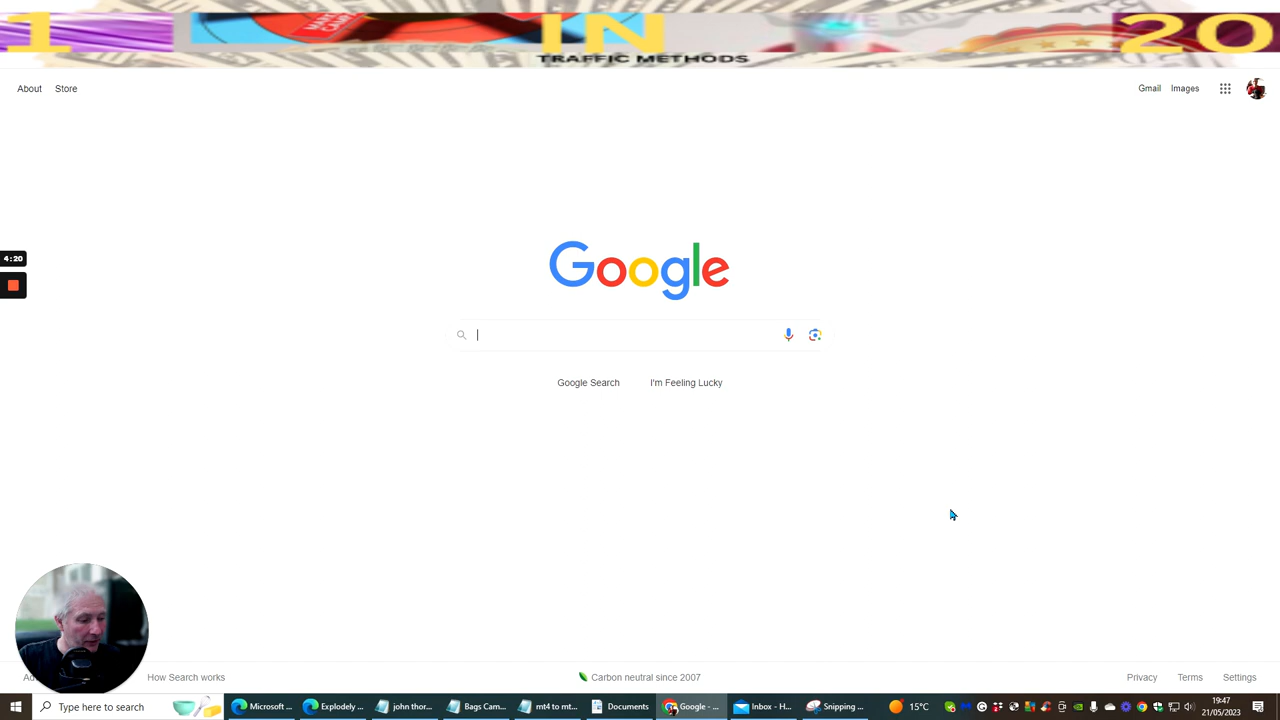 1 IN 20
TRAFFIC METHODS
About Store
Gmail Images
4:20
Google
Google Search I'm Feeling Lucky
How Search works
Carbon neutral since 2007
Privacy Terms Settings
Type here to search
Microsoft ...
Explodely ...
john thor...
Bags Cam...
mt4 to mt...
Documents
Google - ...
Inbox - H...
Snipping ...
15°C
19:47
21/05/2023